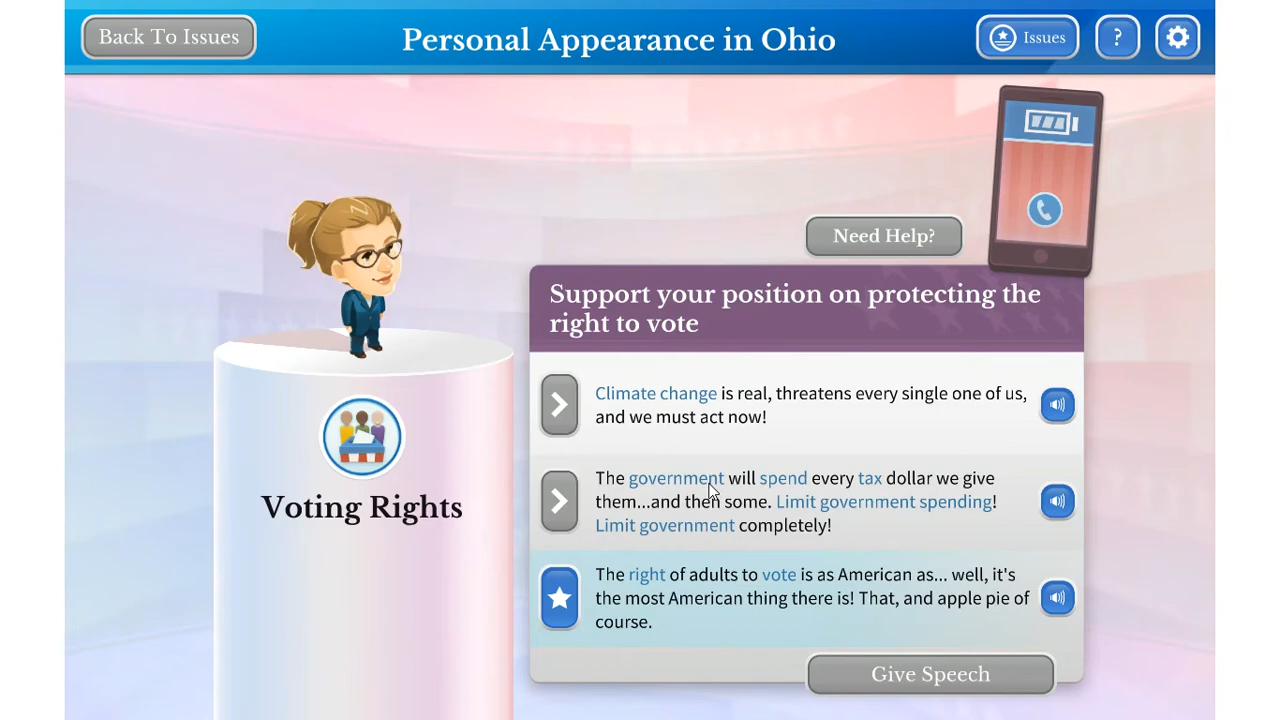 Back To Issues
Personal Appearance in Ohio
Issues
?
Need Help?
Support your position on protecting the
right to vote
Climate change is real, threatens every single one of us,
and we must act now!
The government will spend every tax dollar we give
them...and then some. Limit government spending!
Limit government completely!
The right of adults to vote is as American as... well, it's
the most American thing there is! That, and apple pie of
course.
Voting Rights
Give Speech